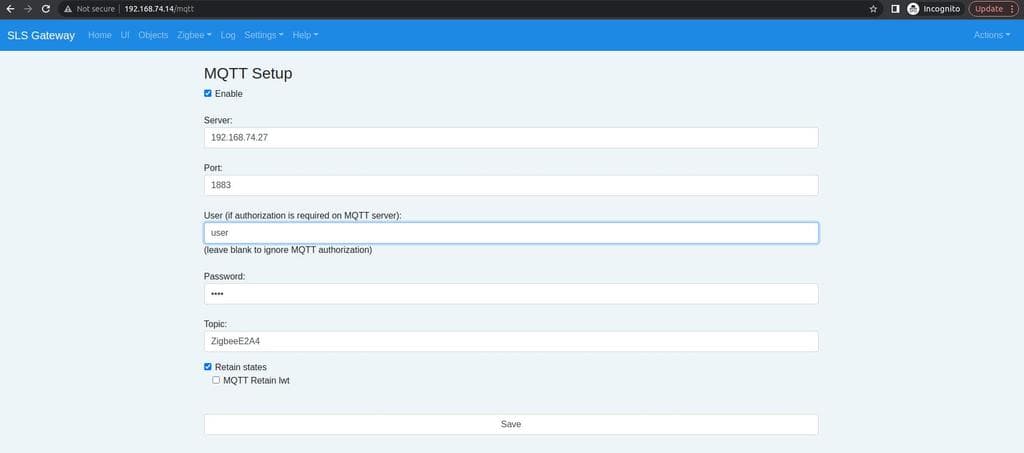 Not secure | 192.168.74.14/mqtt Incognito Update
SLS Gateway Home UI Objects Zigbee Log Settings Help Actions
MQTT Setup
Enable
Server:
192.168.74.27
Port:
1883
User (if authorization is required on MQTT server):
user
(leave blank to ignore MQTT authorization)
Password:
••••
Topic:
ZigbeeE2A4
Retain states
MQTT Retain lwt
Save